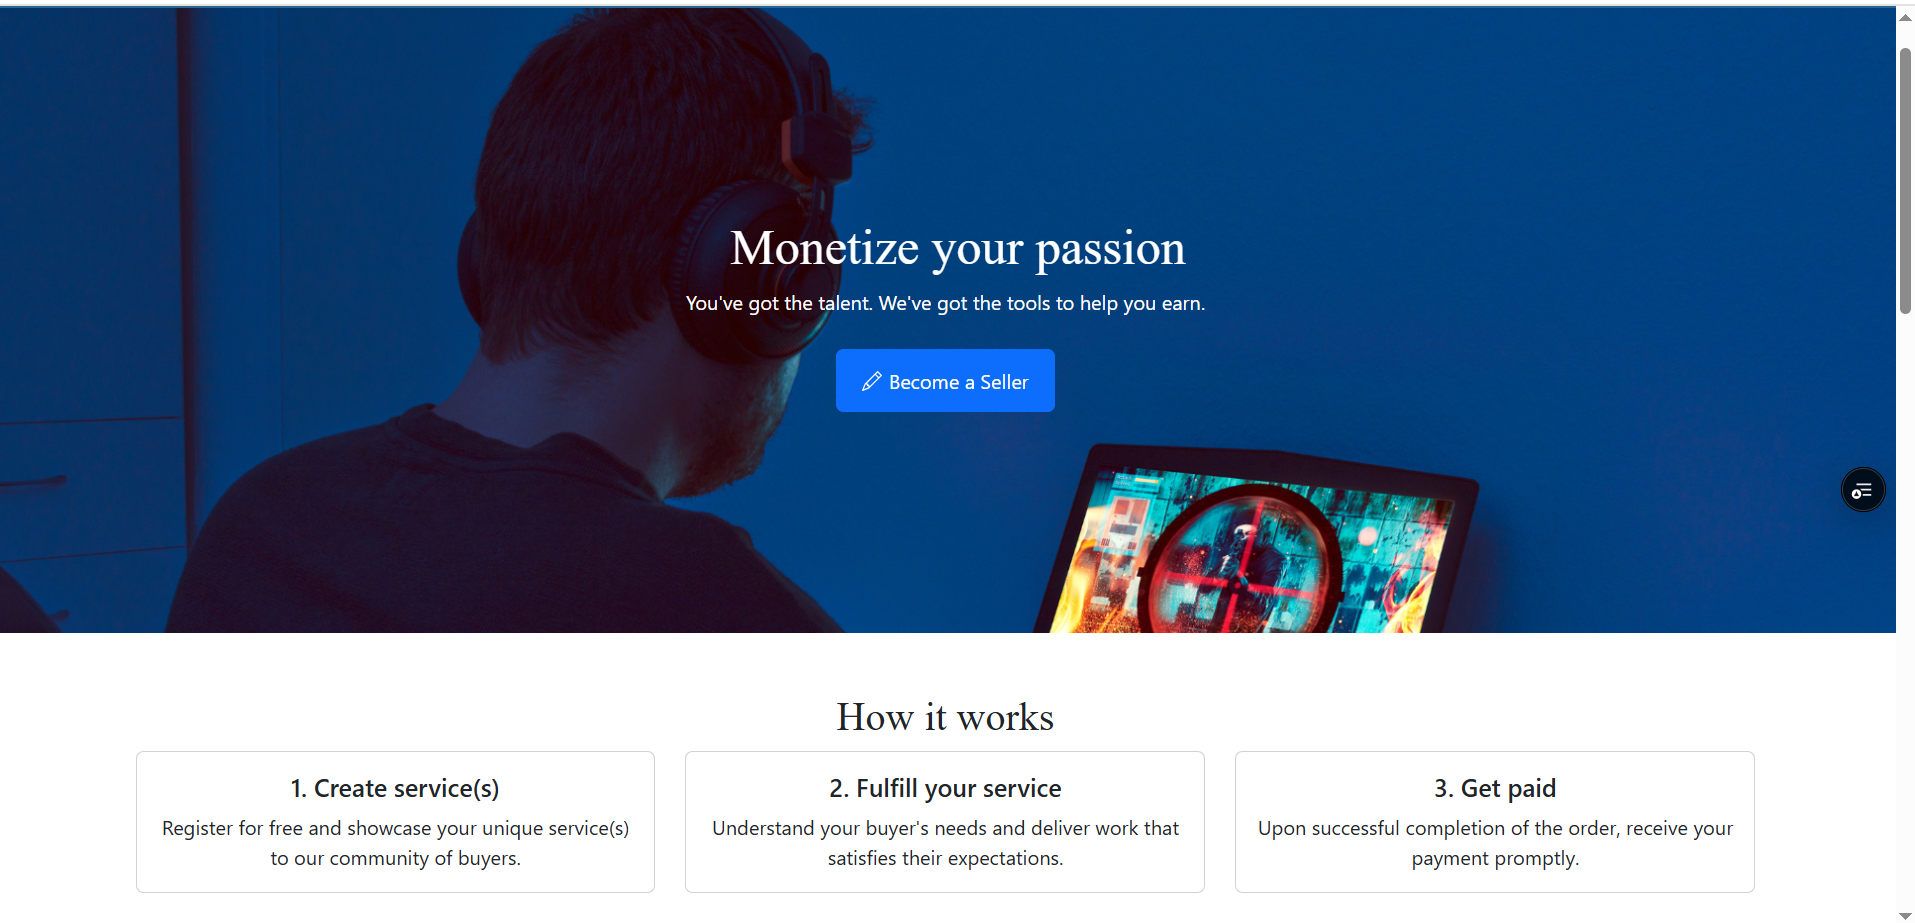 Monetize your passion
You've got the talent. We've got the tools to help you earn.
Become a Seller
How it works
1. Create service(s)
Register for free and showcase your unique service(s)
to our community of buyers.
2. Fulfill your service
Understand your buyer's needs and deliver work that
satisfies their expectations.
3. Get paid
Upon successful completion of the order, receive your
payment promptly.